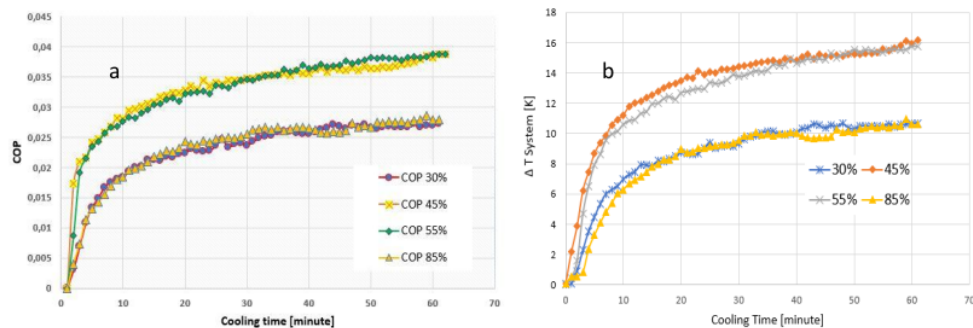 a
COP
0,045
0,04
0,035
0,03
0,025
0,02
0,015
0,01
0,005
0
0 10 20 30 40 50 60 70
Cooling time [minute]
COP 30%
COP 45%
COP 55%
COP 85%
b
Δ T System [K]
18
16
14
12
10
8
6
4
2
0
0 10 20 30 40 50 60 70
Cooling Time [minute]
30% 45%
55% 85%